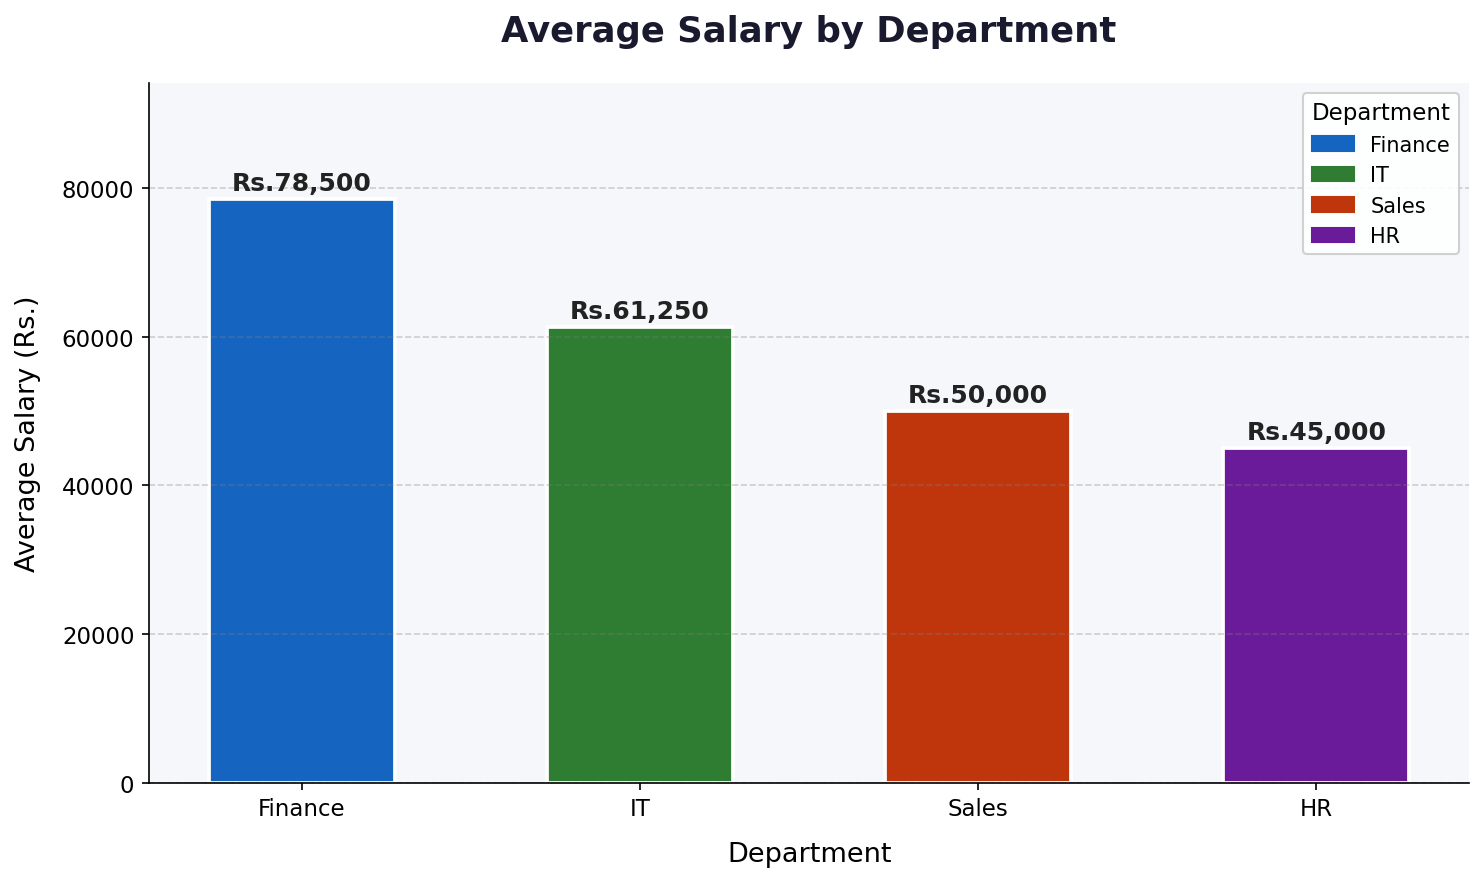 Average Salary by Department
Average Salary (Rs.)
80000
60000
40000
20000
0
Rs.78,500
Rs.61,250
Rs.50,000
Rs.45,000
Department
Finance
IT
Sales
HR
Finance
IT
Sales
HR
Department